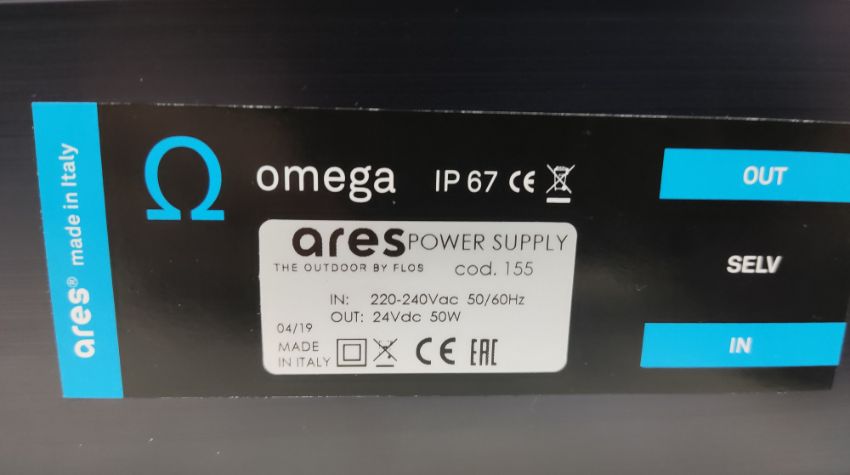 ares® made in Italy
Ω omega IP 67 CE
ares POWER SUPPLY
THE OUTDOOR BY FLOS cod. 155
IN: 220-240Vac 50/60Hz
OUT: 24Vdc 50W
04/19
MADE
IN ITALY CE EAC
OUT
SELV
IN